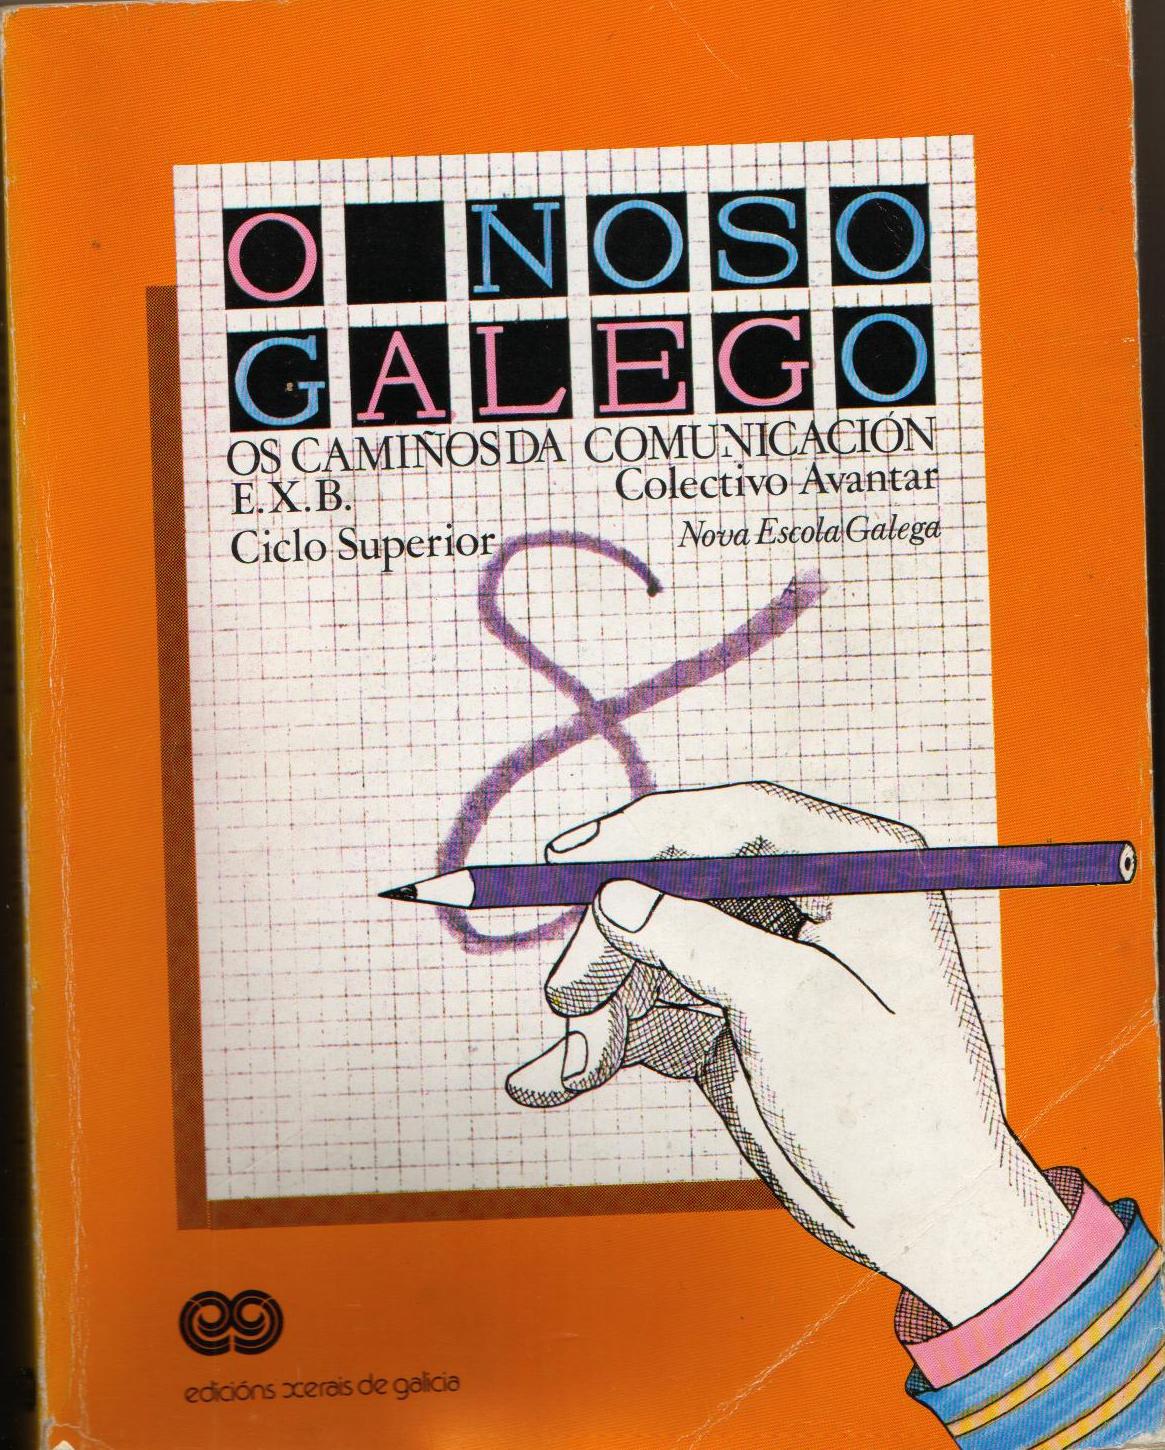 O NOSO
GALEGO
OS CAMIÑOS DA COMUNICACIÓN
E.X.B. Colectivo Avantar
Ciclo Superior Nova Escola Galega
edicións xerais de galicia